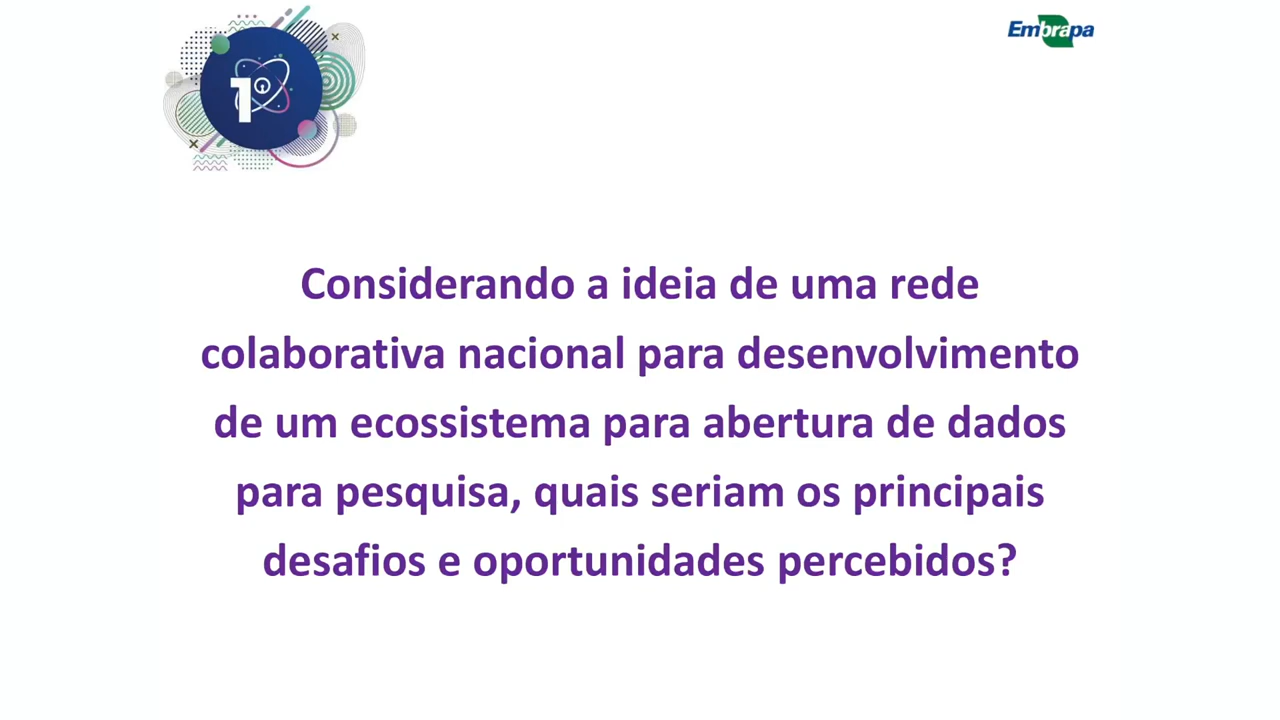 1
Embrapa
Considerando a ideia de uma rede
colaborativa nacional para desenvolvimento
de um ecossistema para abertura de dados
para pesquisa, quais seriam os principais
desafios e oportunidades percebidos?